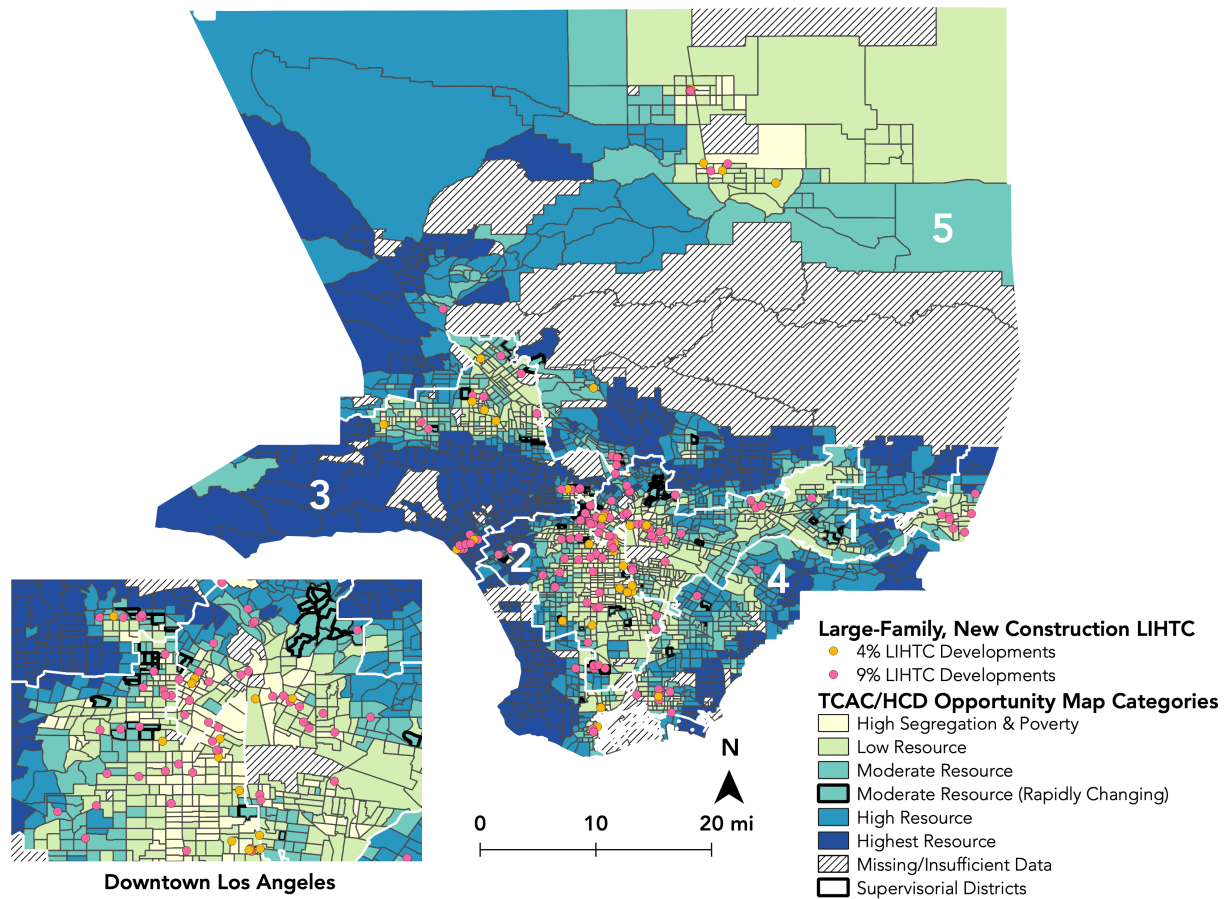 5
3
1
2
4
Large-Family, New Construction LIHTC
4% LIHTC Developments
9% LIHTC Developments
TCAC/HCD Opportunity Map Categories
High Segregation & Poverty
Low Resource
Moderate Resource
Moderate Resource (Rapidly Changing)
High Resource
Highest Resource
Missing/Insufficient Data
Supervisorial Districts
N
0 10 20 mi
Downtown Los Angeles